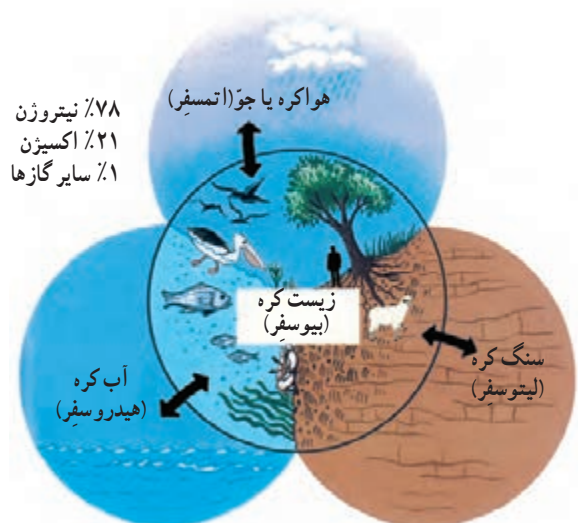 هواکره یا جوّ(اتمسفِر)
۷۸٪ نیتروژن
۲۱٪ اکسیژن
۱٪ سایر گازها
زیست کره
(بیوسفِر)
سنگ کره
(لیتوسفِر)
آب کره
(هیدروسفِر)